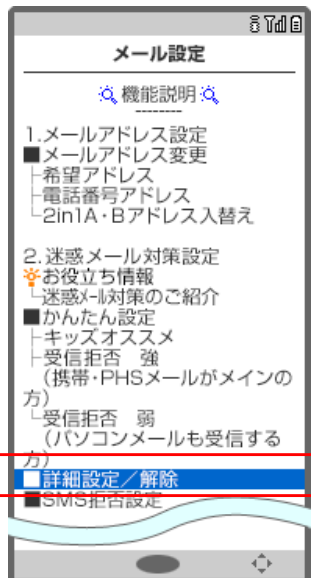 メール設定
機能説明
1.メールアドレス設定
■メールアドレス変更
├希望アドレス
├電話番号アドレス
└2in1A・Bアドレス入替え
2.迷惑メール対策設定
お役立ち情報
└迷惑ﾒｰﾙ対策のご紹介
■かんたん設定
├キッズオススメ
├受信拒否　強
(携帯・PHSメールがメインの
方)
└受信拒否　弱
(パソコンメールも受信する
方)
■詳細設定／解除
■SMS拒否設定